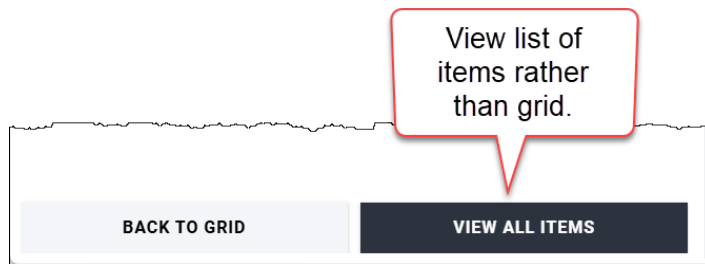 View list of
items rather
than grid.
BACK TO GRID
VIEW ALL ITEMS